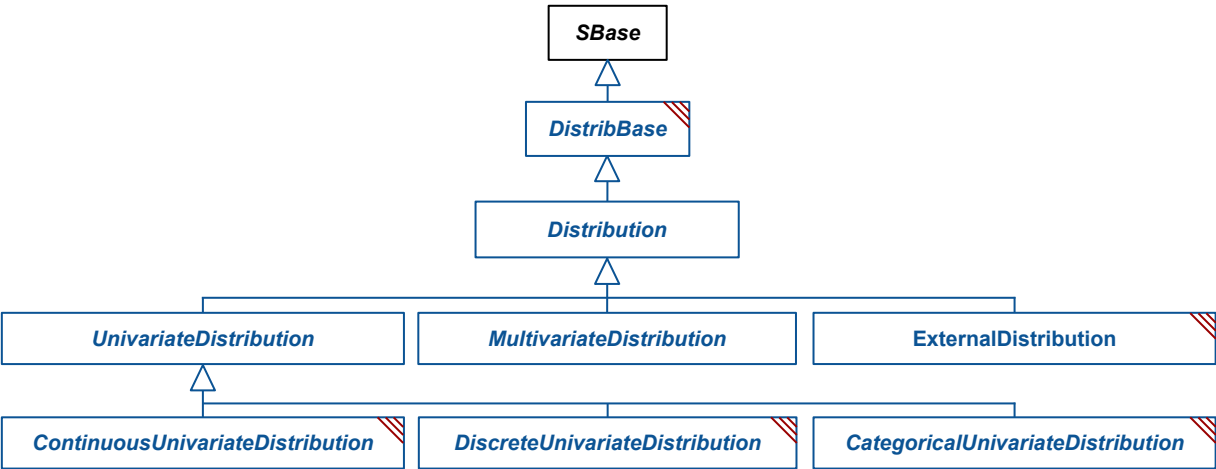 SBase
DistribBase
Distribution
UnivariateDistribution
MultivariateDistribution
ExternalDistribution
ContinuousUnivariateDistribution
DiscreteUnivariateDistribution
CategoricalUnivariateDistribution